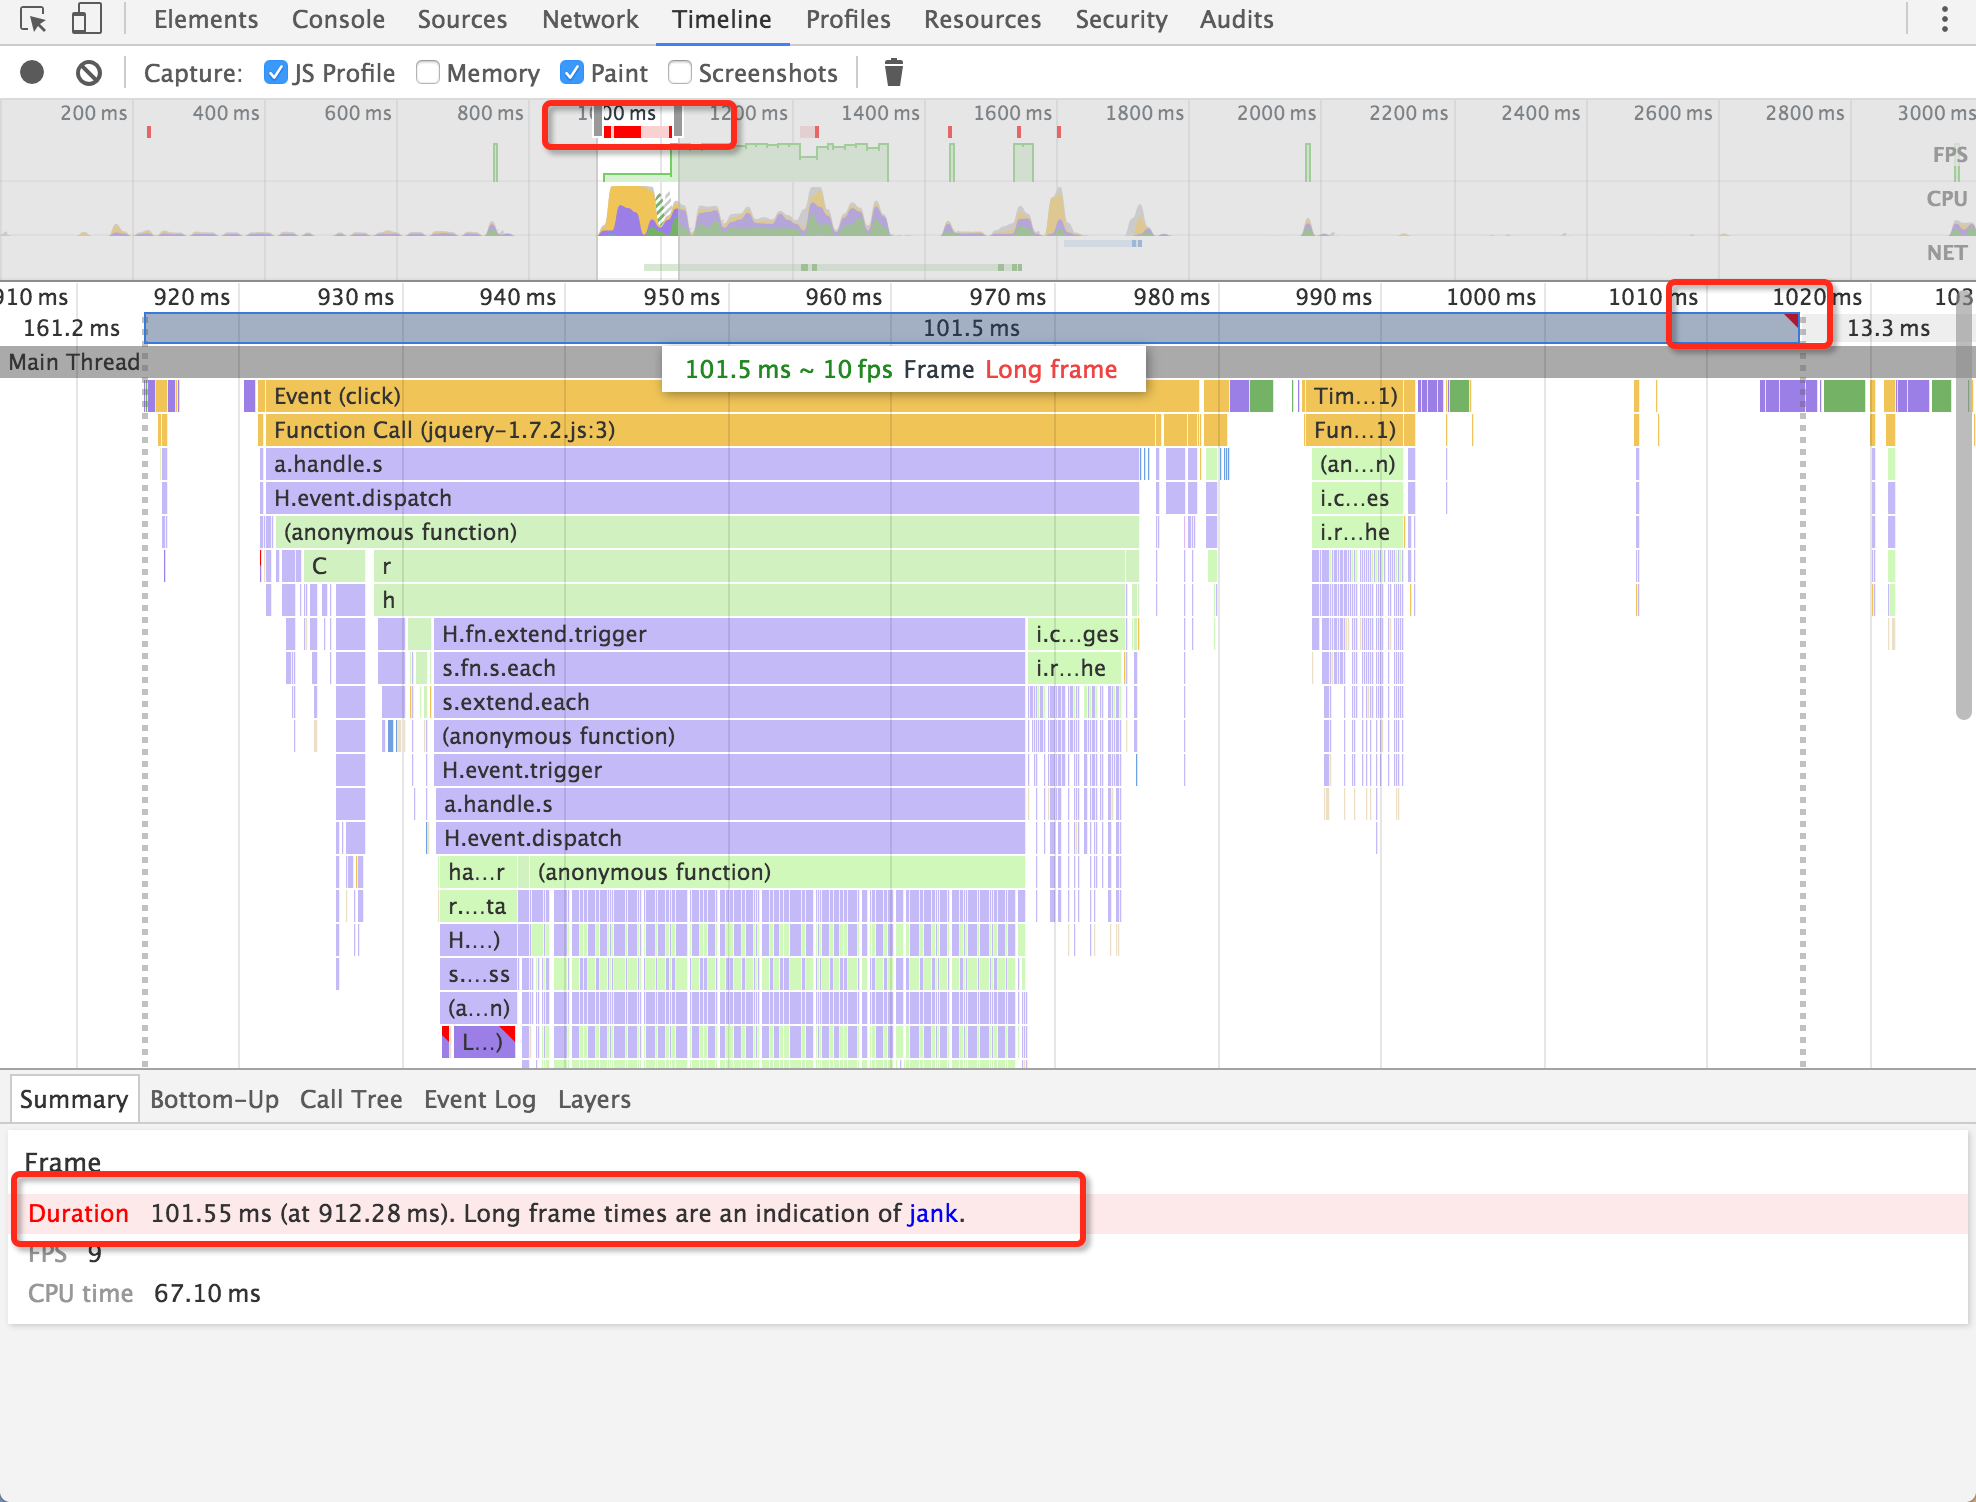 Elements Console Sources Network Timeline Profiles Resources Security Audits
Capture: JS Profile Memory Paint Screenshots
200 ms 400 ms 600 ms 800 ms 1000 ms 1200 ms 1400 ms 1600 ms 1800 ms 2000 ms 2200 ms 2400 ms 2600 ms 2800 ms 3000 ms
FPS
CPU
NET
910 ms 920 ms 930 ms 940 ms 950 ms 960 ms 970 ms 980 ms 990 ms 1000 ms 1010 ms 1020 ms 103
161.2 ms 101.5 ms 13.3 ms
Main Thread
101.5 ms ~ 10 fps Frame Long frame
Event (click) Tim...1)
Function Call (jquery-1.7.2.js:3) Fun...1)
a.handle.s (an...n)
H.event.dispatch i.c...es
(anonymous function) i.r...he
C r
h
H.fn.extend.trigger i.c...ges
s.fn.s.each i.r...he
s.extend.each
(anonymous function)
H.event.trigger
a.handle.s
H.event.dispatch
ha...r (anonymous function)
r....ta
H....)
s....ss
(a...n)
L...)
Summary Bottom-Up Call Tree Event Log Layers
Frame
Duration 101.55 ms (at 912.28 ms). Long frame times are an indication of jank.
FPS 9
CPU time 67.10 ms